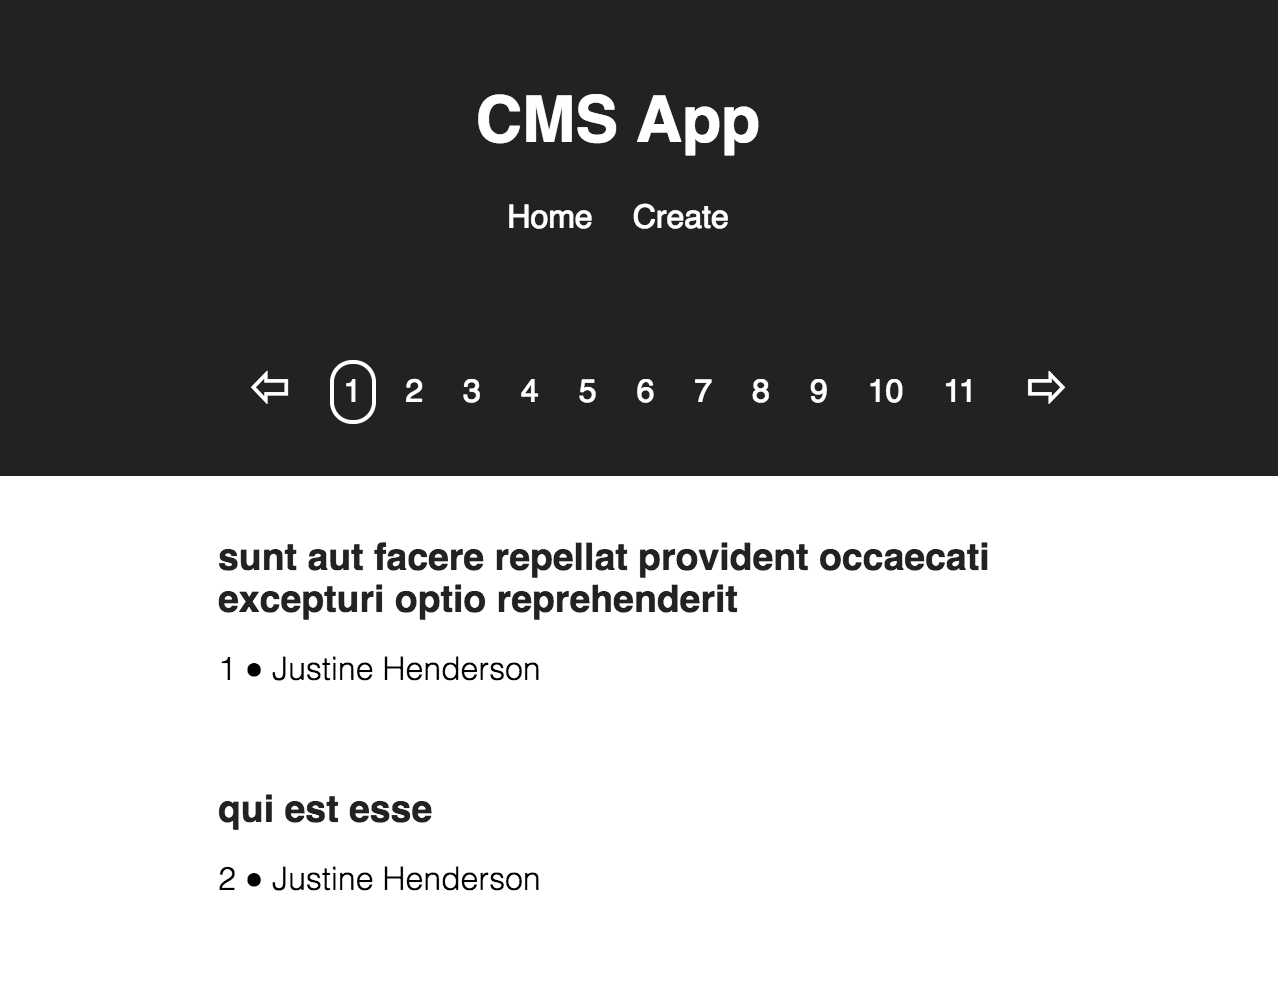 CMS App
Home Create
⇦ 1 2 3 4 5 6 7 8 9 10 11 ⇨
sunt aut facere repellat provident occaecati
excepturi optio reprehenderit
1 ● Justine Henderson
qui est esse
2 ● Justine Henderson